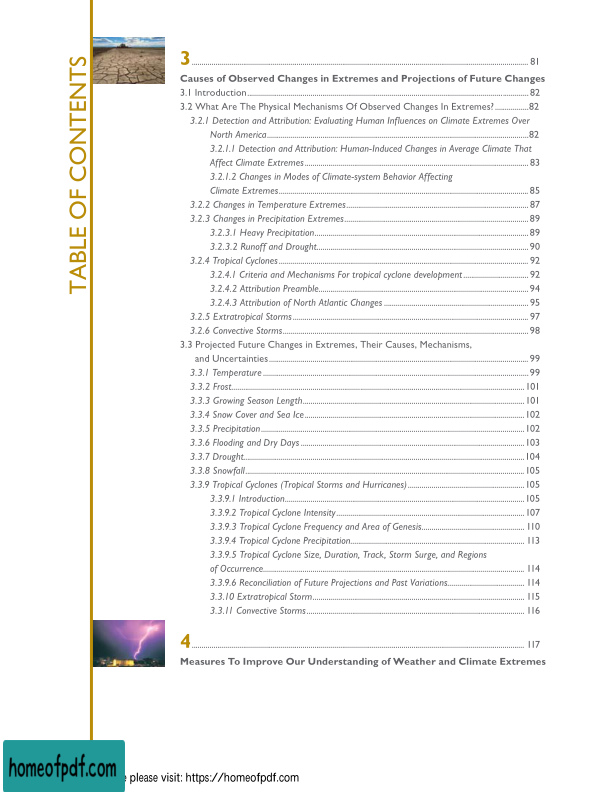 TABLE OF CONTENTS
3 81
Causes of Observed Changes in Extremes and Projections of Future Changes
3.1 Introduction 82
3.2 What Are The Physical Mechanisms Of Observed Changes In Extremes? 82
3.2.1 Detection and Attribution: Evaluating Human Influences on Climate Extremes Over
North America 82
3.2.1.1 Detection and Attribution: Human-Induced Changes in Average Climate That
Affect Climate Extremes 83
3.2.1.2 Changes in Modes of Climate-system Behavior Affecting
Climate Extremes 85
3.2.2 Changes in Temperature Extremes 87
3.2.3 Changes in Precipitation Extremes 89
3.2.3.1 Heavy Precipitation 89
3.2.3.2 Runoff and Drought 90
3.2.4 Tropical Cyclones 92
3.2.4.1 Criteria and Mechanisms For tropical cyclone development 92
3.2.4.2 Attribution Preamble 94
3.2.4.3 Attribution of North Atlantic Changes 95
3.2.5 Extratropical Storms 97
3.2.6 Convective Storms 98
3.3 Projected Future Changes in Extremes, Their Causes, Mechanisms,
and Uncertainties 99
3.3.1 Temperature 99
3.3.2 Frost 101
3.3.3 Growing Season Length 101
3.3.4 Snow Cover and Sea Ice 102
3.3.5 Precipitation 102
3.3.6 Flooding and Dry Days 103
3.3.7 Drought 104
3.3.8 Snowfall 105
3.3.9 Tropical Cyclones (Tropical Storms and Hurricanes) 105
3.3.9.1 Introduction 105
3.3.9.2 Tropical Cyclone Intensity 107
3.3.9.3 Tropical Cyclone Frequency and Area of Genesis 110
3.3.9.4 Tropical Cyclone Precipitation 113
3.3.9.5 Tropical Cyclone Size, Duration, Track, Storm Surge, and Regions
of Occurrence 114
3.3.9.6 Reconciliation of Future Projections and Past Variations 114
3.3.10 Extratropical Storm 115
3.3.11 Convective Storms 116
4 117
Measures To Improve Our Understanding of Weather and Climate Extremes
homeofpdf.com
please visit: https://homeofpdf.com